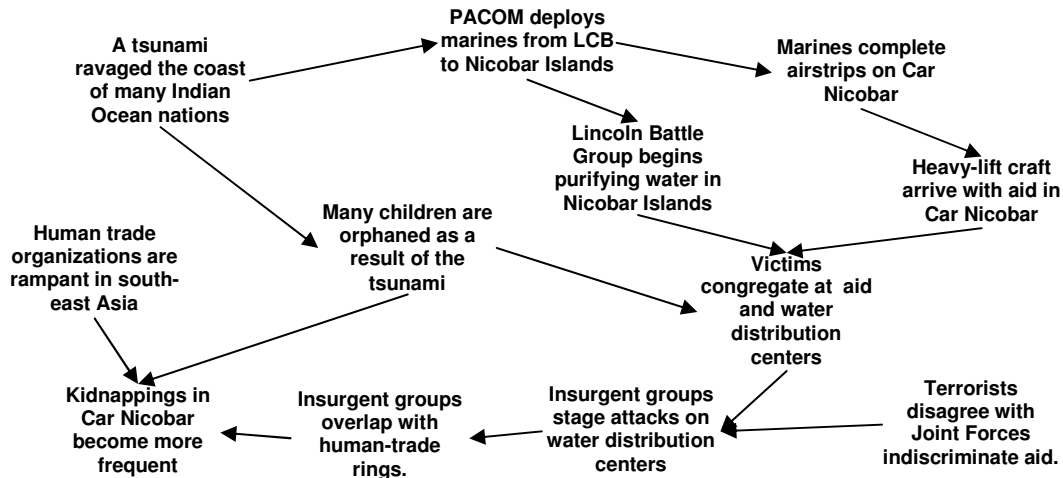 PACOM deploys
marines from LCB
to Nicobar Islands
A tsunami
ravaged the coast
of many Indian
Ocean nations
Marines complete
airstrips on Car
Nicobar
Lincoln Battle
Group begins
purifying water in
Nicobar Islands
Heavy-lift craft
arrive with aid in
Car Nicobar
Many children are
orphaned as a
result of the
tsunami
Human trade
organizations are
rampant in south-
east Asia
Victims
congregate at aid
and water
distribution
centers
Kidnappings in
Car Nicobar
become more
frequent
Insurgent groups
overlap with
human-trade
rings.
Insurgent groups
stage attacks on
water distribution
centers
Terrorists
disagree with
Joint Forces
indiscriminate aid.